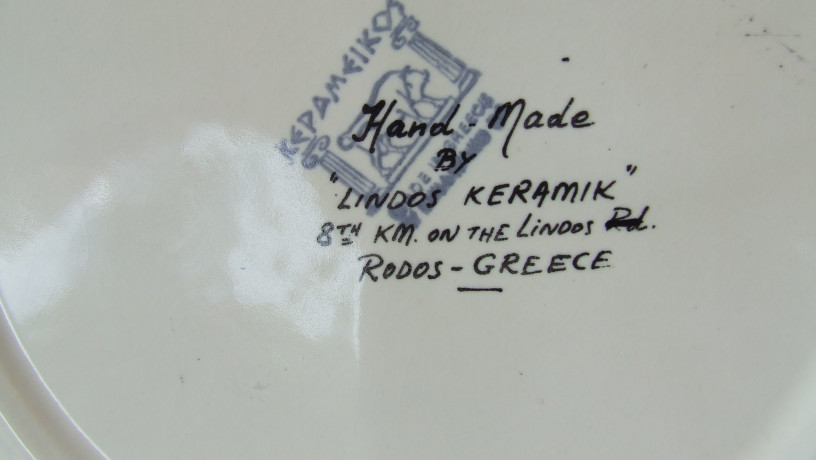 ΚΕΡΑΜΕΙΚΟΣ
Hand-Made
BY
"LINDOS KERAMIK"
8TH KM. ON THE LINDOS Rd.
RODOS-GREECE